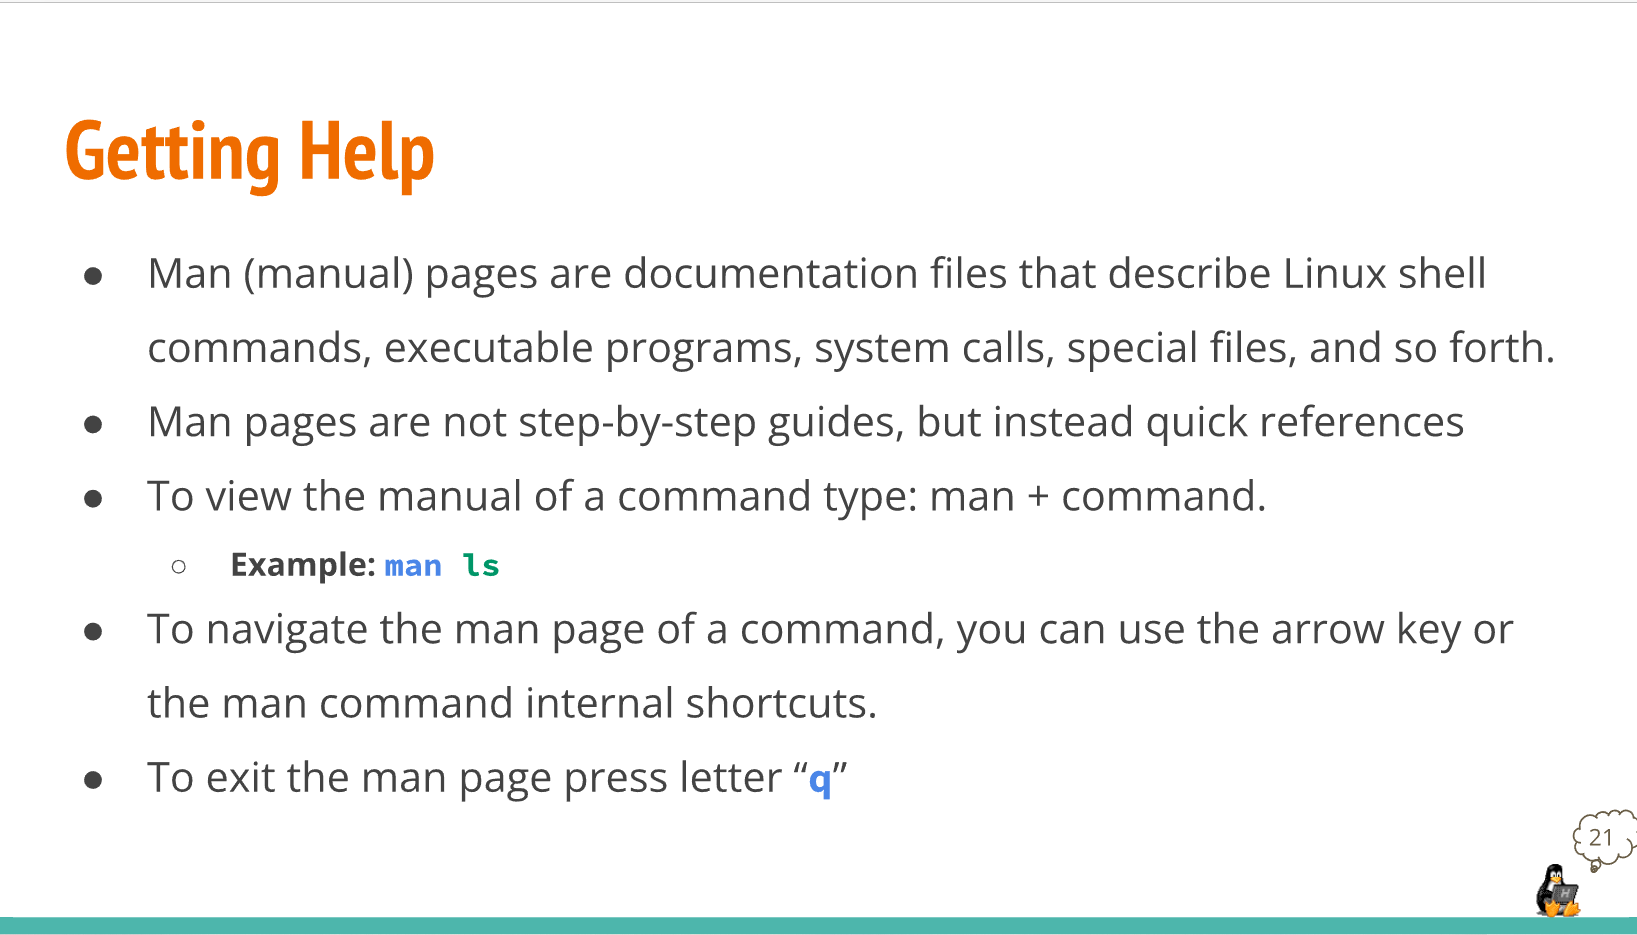 Getting Help
● Man (manual) pages are documentation files that describe Linux shell
commands, executable programs, system calls, special files, and so forth.
● Man pages are not step-by-step guides, but instead quick references
● To view the manual of a command type: man + command.
○ Example: man ls
● To navigate the man page of a command, you can use the arrow key or
the man command internal shortcuts.
● To exit the man page press letter “q”
21
H